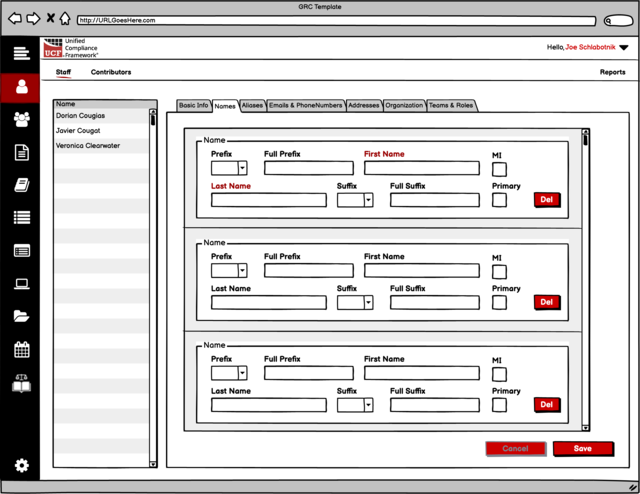 GRC Template
http://URLGoesHere.com
UCF
Unified
Compliance
Framework®
Hello, Joe Schlabotnik
Staff Contributors Reports
Name
Dorian Cougias
Javier Cougat
Veronica Clearwater
Basic Info Names Aliases Emails & PhoneNumbers Addresses Organization Teams & Roles
Name
Prefix Full Prefix First Name MI
Last Name Suffix Full Suffix Primary Del
Name
Prefix Full Prefix First Name MI
Last Name Suffix Full Suffix Primary Del
Name
Prefix Full Prefix First Name MI
Last Name Suffix Full Suffix Primary Del
Cancel Save